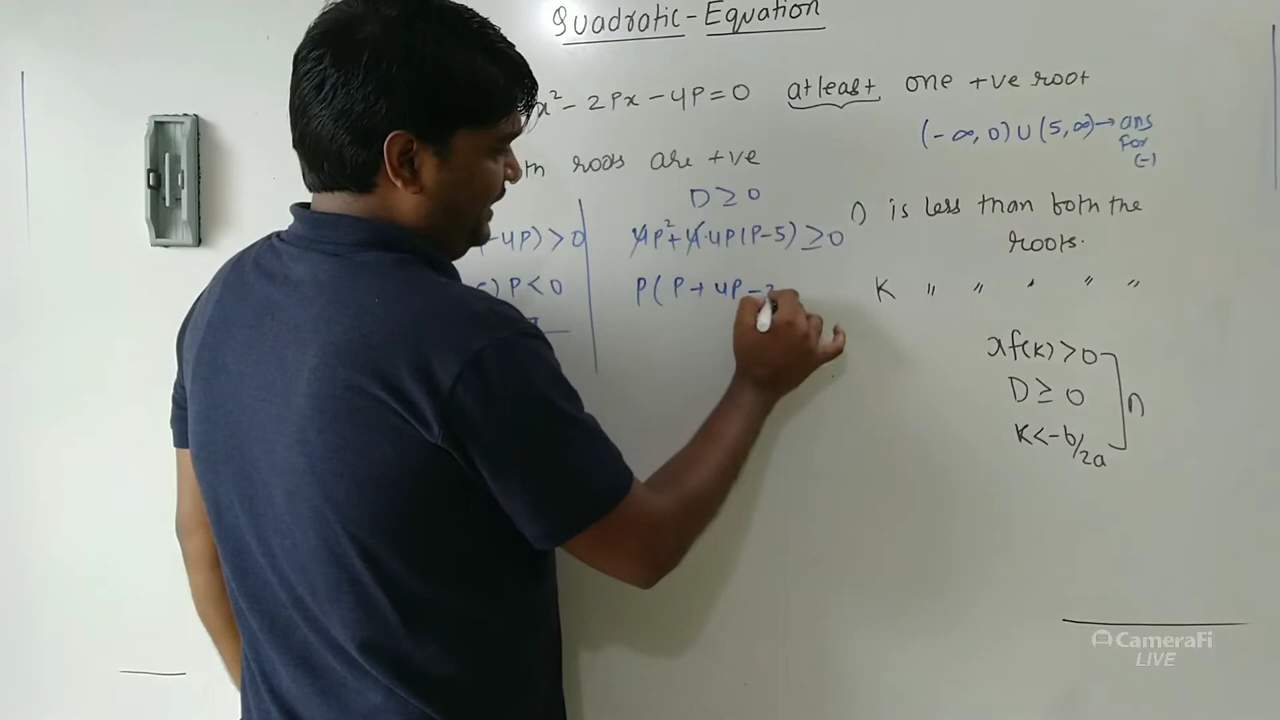 Quadratic-Equation
x² - 2Px - 4P = 0 atleast one +ve root
(-∞, 0) ∪ (5, ∞) → ans for (-)
roots are +ve
D ≥ 0
0 is less than both the roots.
-4P) > 0
4P² + 4·4P(P-5) ≥ 0
) P < 0
P(P + 4P -
K " " " " "
αf(K) > 0
D ≥ 0
K < -b/2a
∩
CameraFi
LIVE